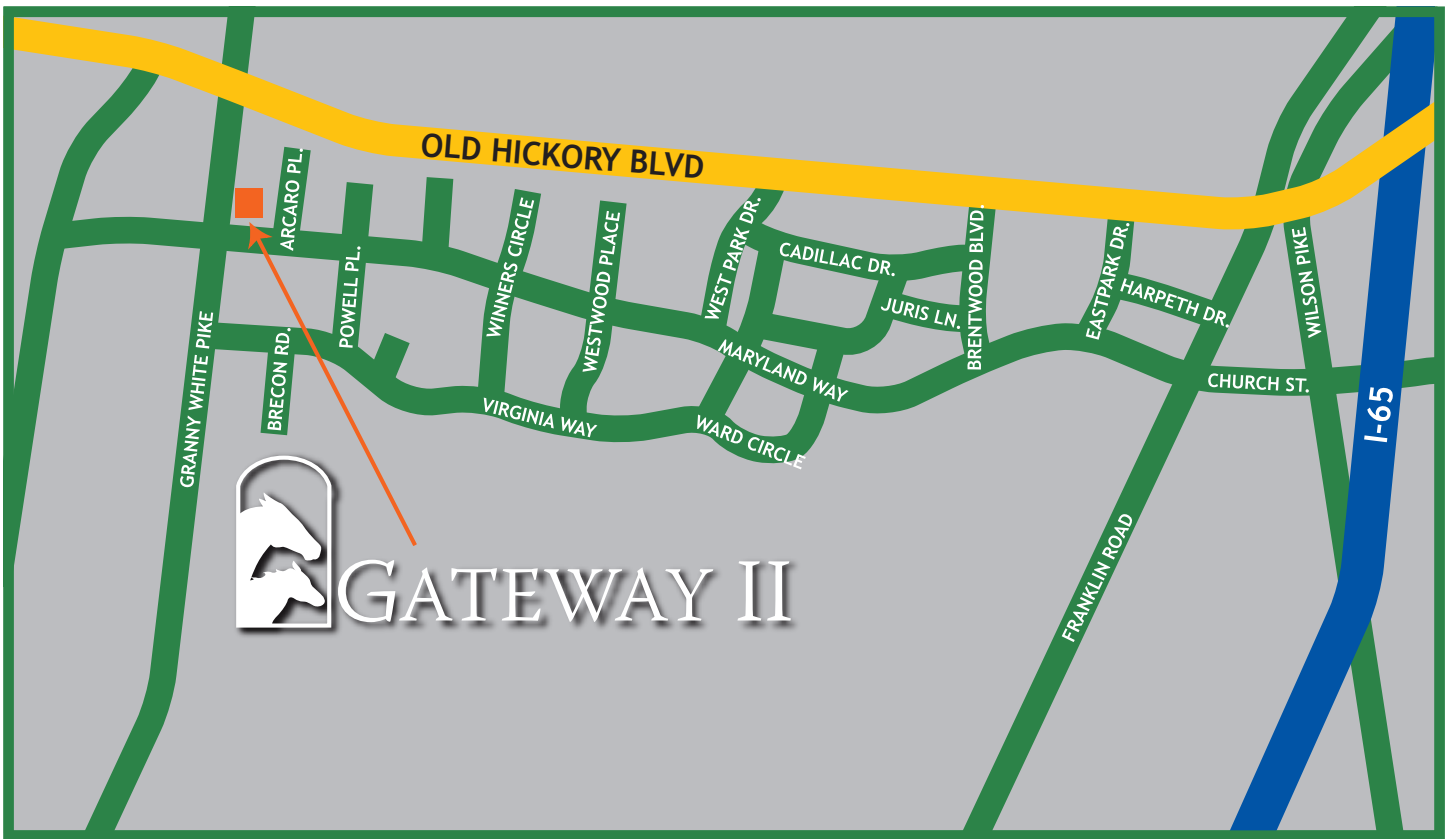 OLD HICKORY BLVD
ARCARO PL.
POWELL PL.
WINNERS CIRCLE
WESTWOOD PLACE
WEST PARK DR.
CADILLAC DR.
JURIS LN.
BRENTWOOD BLVD.
EASTPARK DR.
HARPETH DR.
WILSON PIKE
GRANNY WHITE PIKE
BRECON RD.
VIRGINIA WAY
MARYLAND WAY
WARD CIRCLE
CHURCH ST.
I-65
FRANKLIN ROAD
GATEWAY II